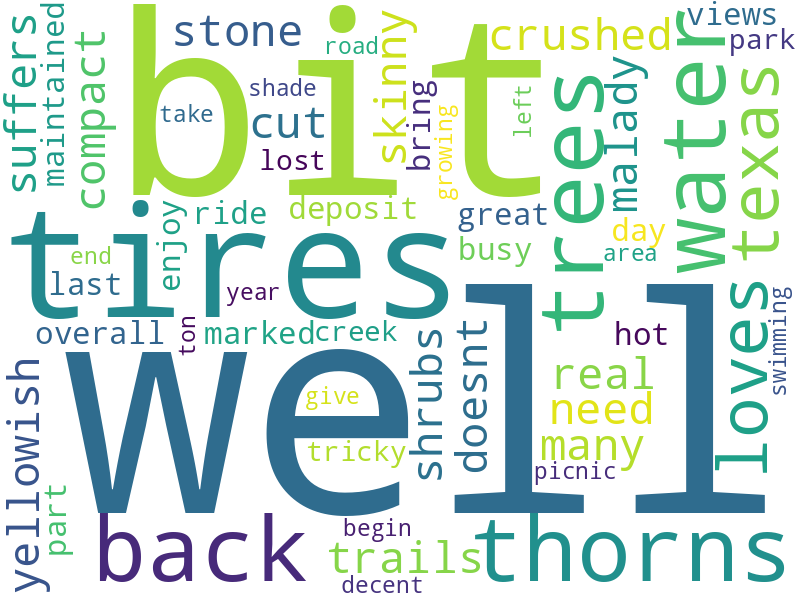 views
suffers
maintained
stone
bit
road
skinny
crushed
park
compact
shade
take
cut
bring
growing
left
trees
malady
water
texas
lost
tires
enjoy
ride
deposit
great
day
end
last
busy
area
year
overall
ton
marked
creek
shrubs
doesnt
hot
loves
swimming
well
yellowish
give
real
need
tricky
many
picnic
part
back
begin
trails
thorns
decent